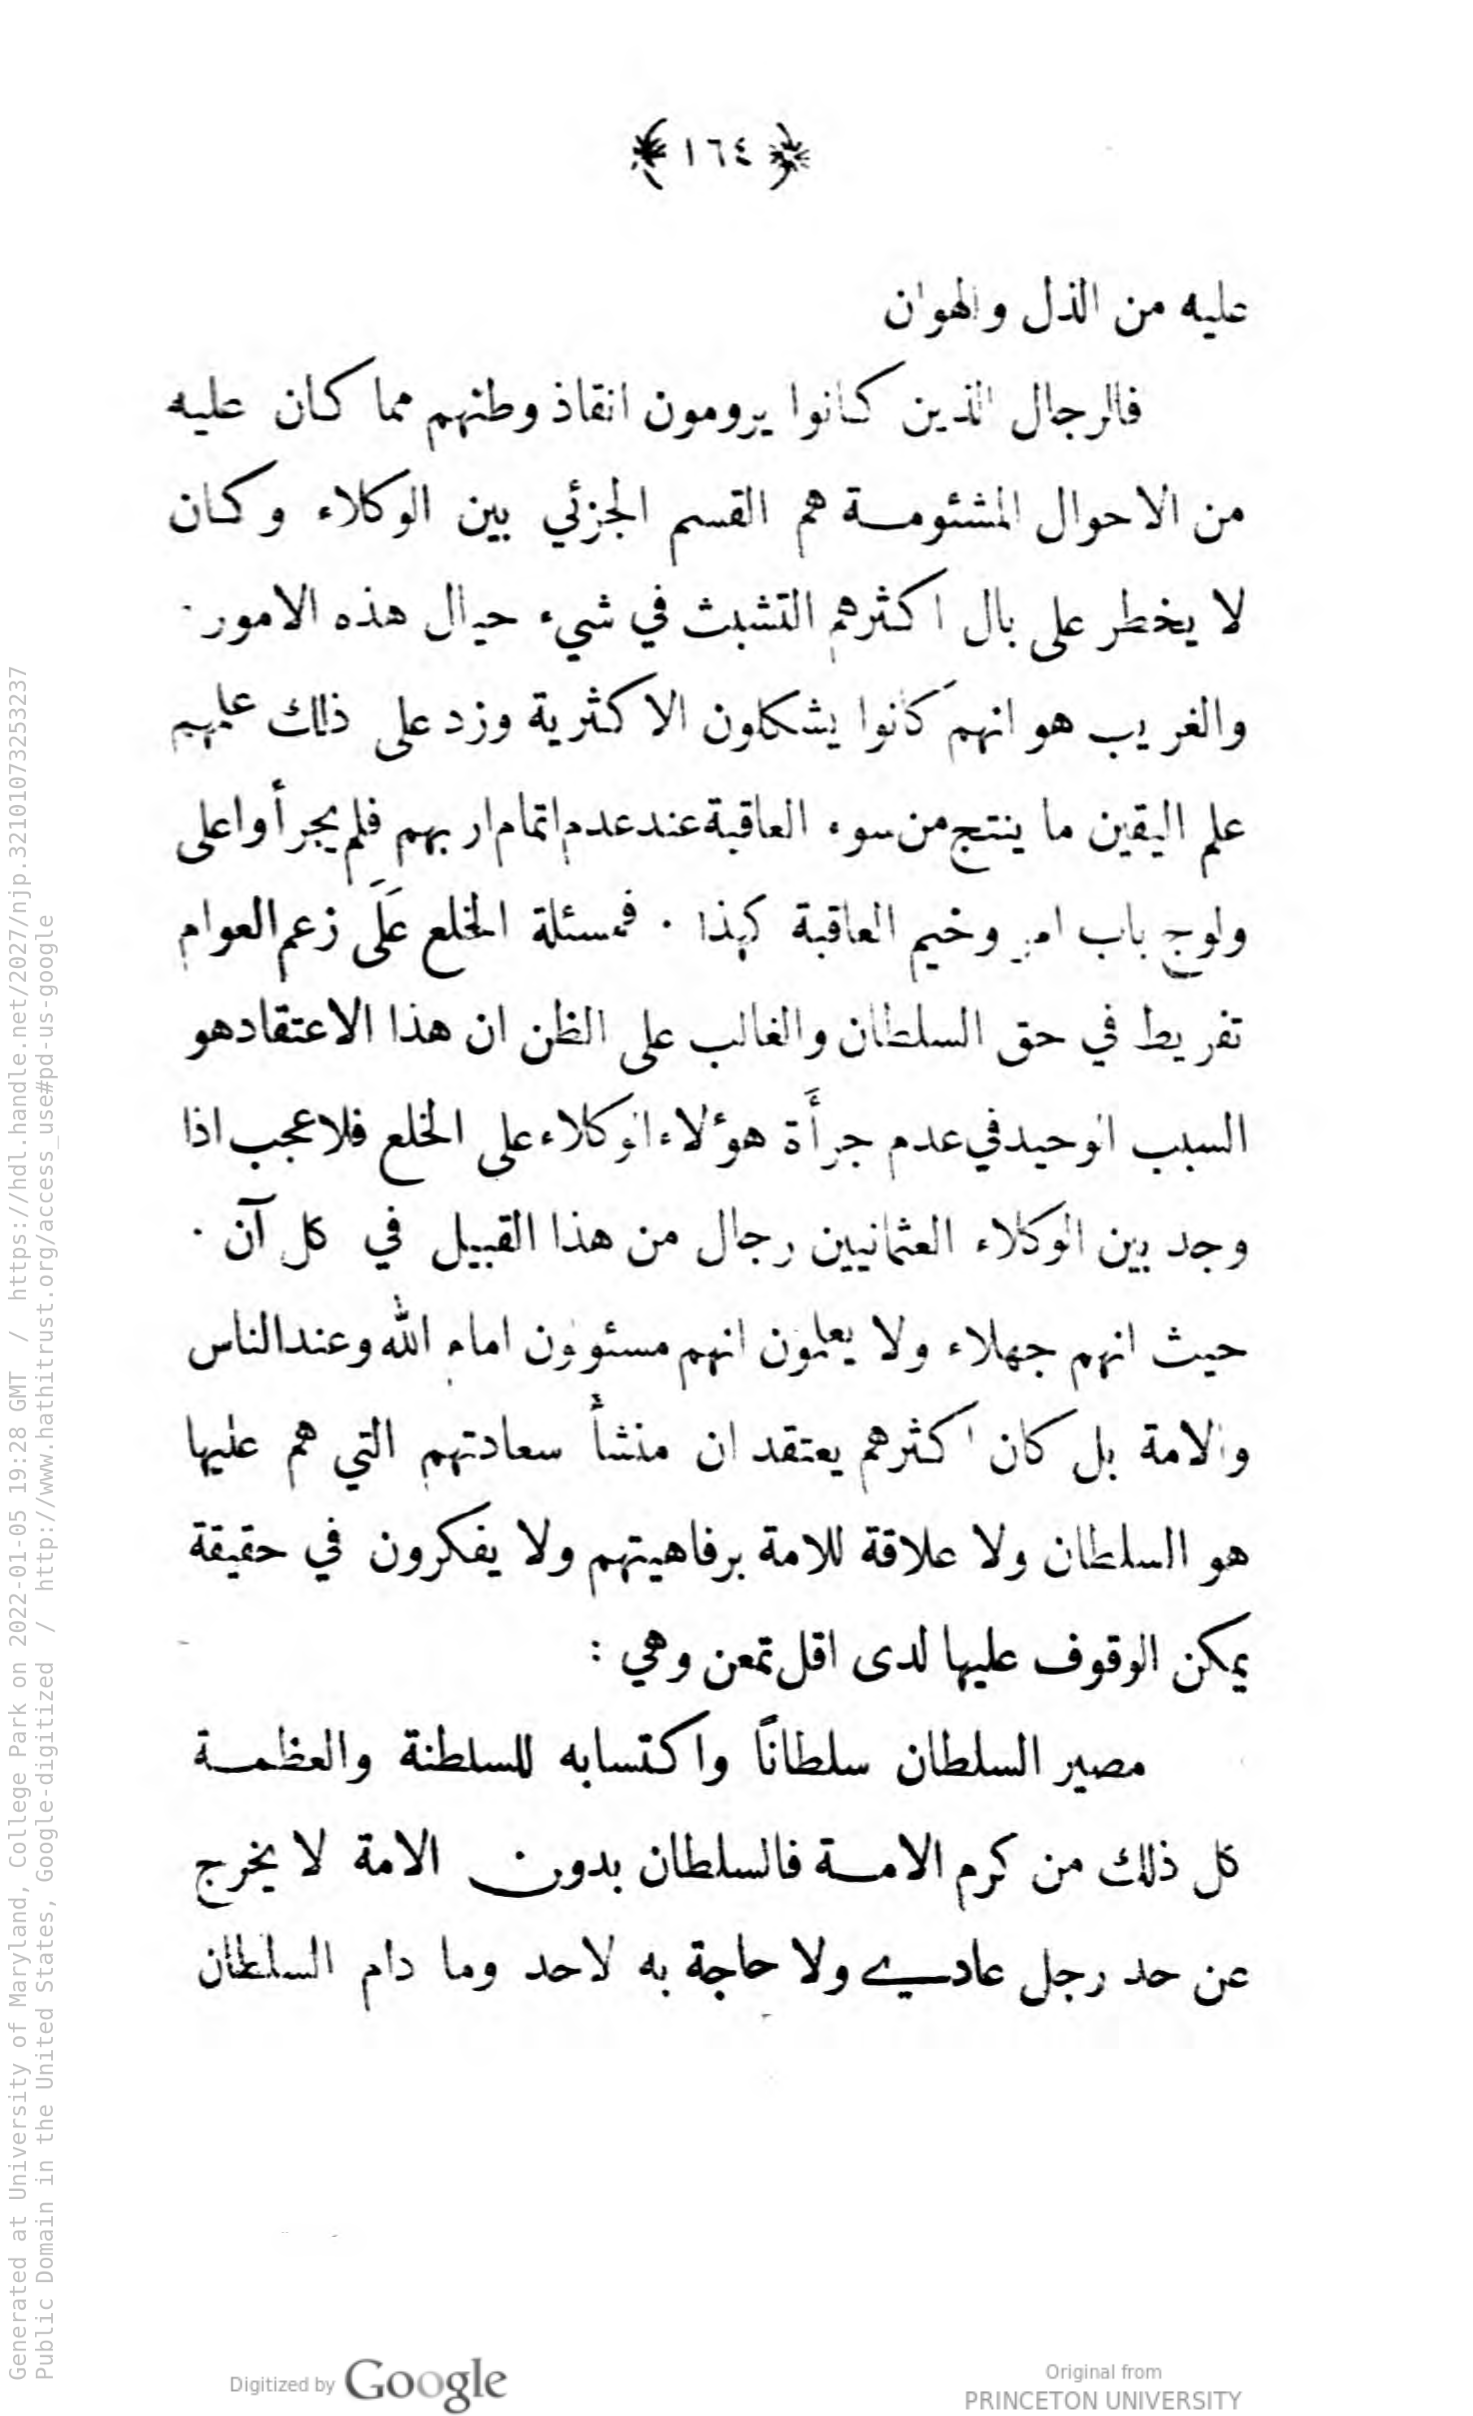 ﴿ ١٦٤ ﴾
عليه من الذل والهوان
فالرجال الذين كانوا يرومون انقاذ وطنهم مما كان عليه
من الاحوال المشئومة هم القسم الجزئي بين الوكلاء وكان
لا يخطر على بال اكثرهم التشبث في شيء حيال هذه الامور ·
والغريب هو انهم كانوا يشكلون الاكثرية وزد على ذلك علمهم
علم اليقين ما ينتج من سوء العاقبة عند عدم اتمام اربهم فلم يجرأوا على
ولوج باب امر وخيم العاقبة كهذا · فمسئلة الخلع عَلَى زعم العوام
تفريط في حق السلطان والغالب على الظن ان هذا الاعتقاد هو
السبب الوحيد في عدم جرأَة هؤلاء الوكلاء على الخلع فلا عجب اذا
وجد بين الوكلاء العثمانيين رجال من هذا القبيل في كل آن ·
حيث انهم جهلاء ولا يعلمون انهم مسئوؤن امام الله وعند الناس
والامة بل كان اكثرهم يعتقد ان منشأ سعادتهم التي هم عليها
هو السلطان ولا علاقة للامة برفاهيتهم ولا يفكرون في حقيقة
يمكن الوقوف عليها لدى اقل تمعن وهي :
مصير السلطان سلطانًا واكتسابه للسلطنة والعظمة
كل ذلك من كرم الامة فالسلطان بدون الامة لا يخرج
عن حد رجل عادي ولا حاجة به لاحد وما دام السلطان
Generated at University of Maryland, College Park on 2022-01-05 19:28 GMT / https://hdl.handle.net/2027/njp.32101073253237
Public Domain in the United States, Google-digitized / http://www.hathitrust.org/access_use#pd-us-google
Digitized by Google
Original from
PRINCETON UNIVERSITY